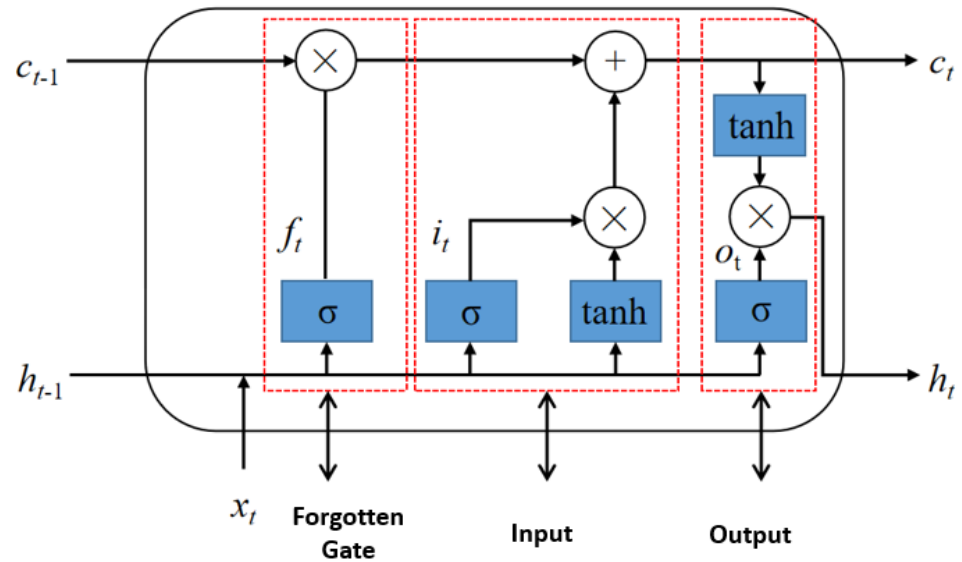 c_{t-1}
×
+
c_t
tanh
f_t
i_t
×
×
o_t
σ
σ
tanh
σ
h_{t-1}
h_t
x_t
Forgotten
Gate
Input
Output